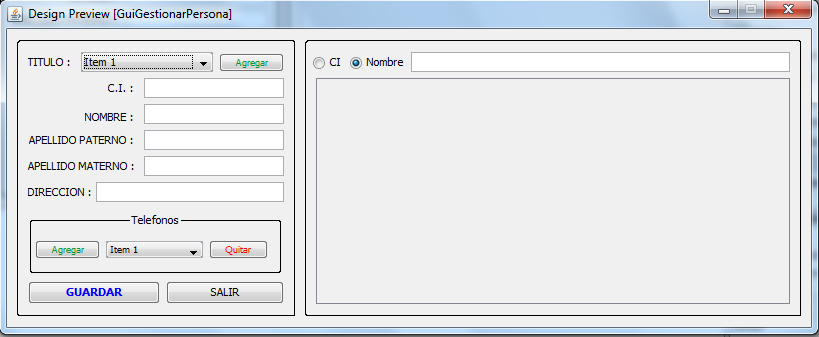 Design Preview [GuiGestionarPersona]
TITULO : Item 1 Agregar
C.I. :
NOMBRE :
APELLIDO PATERNO :
APELLIDO MATERNO :
DIRECCION :
Telefonos
Agregar Item 1 Quitar
GUARDAR SALIR
CI Nombre